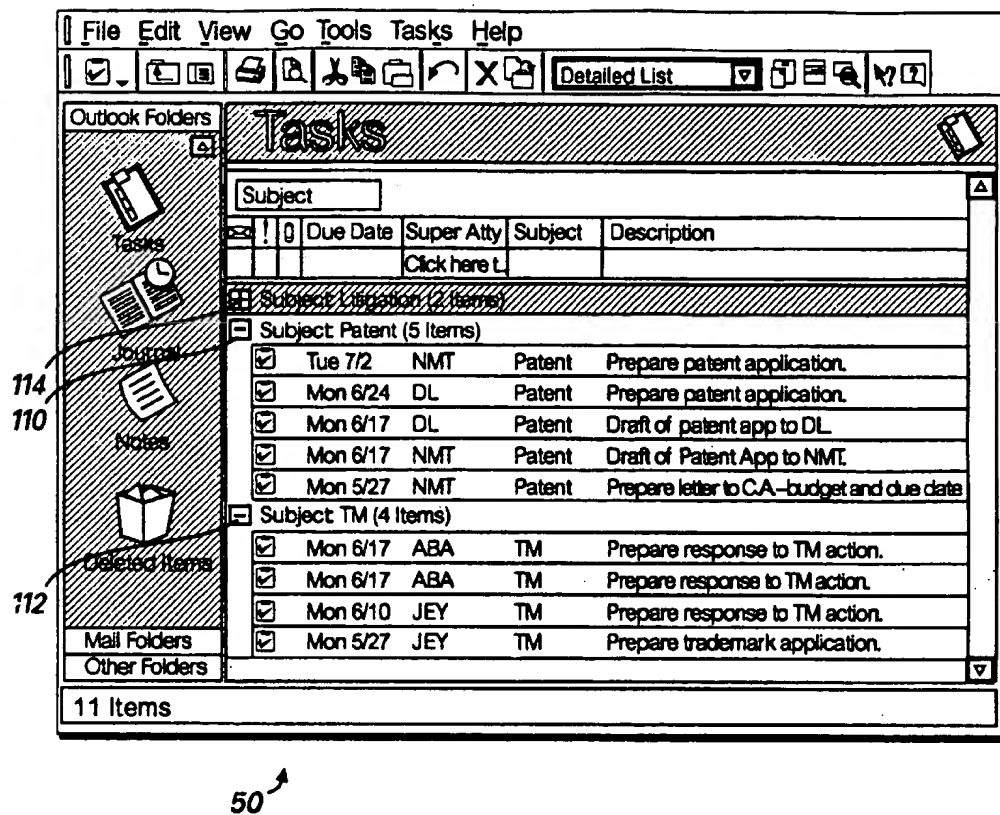 File Edit View Go Tools Tasks Help
Detailed List
Outlook Folders
Tasks
Subject
! Due Date Super Atty Subject Description
Click here t..
Tasks
Subject: Litigation (2 Items)
Subject: Patent (5 Items)
Journal
Tue 7/2 NMT Patent Prepare patent application.
114
110
Mon 6/24 DL Patent Prepare patent application.
Mon 6/17 DL Patent Draft of patent app to DL.
Notes
Mon 6/17 NMT Patent Draft of Patent App to NMT.
Mon 5/27 NMT Patent Prepare letter to CA–budget and due date
Subject: TM (4 Items)
Mon 6/17 ABA TM Prepare response to TM action.
Deleted Items
Mon 6/17 ABA TM Prepare response to TM action.
112
Mon 6/10 JEY TM Prepare response to TM action.
Mail Folders
Mon 5/27 JEY TM Prepare trademark application.
Other Folders
11 Items
50